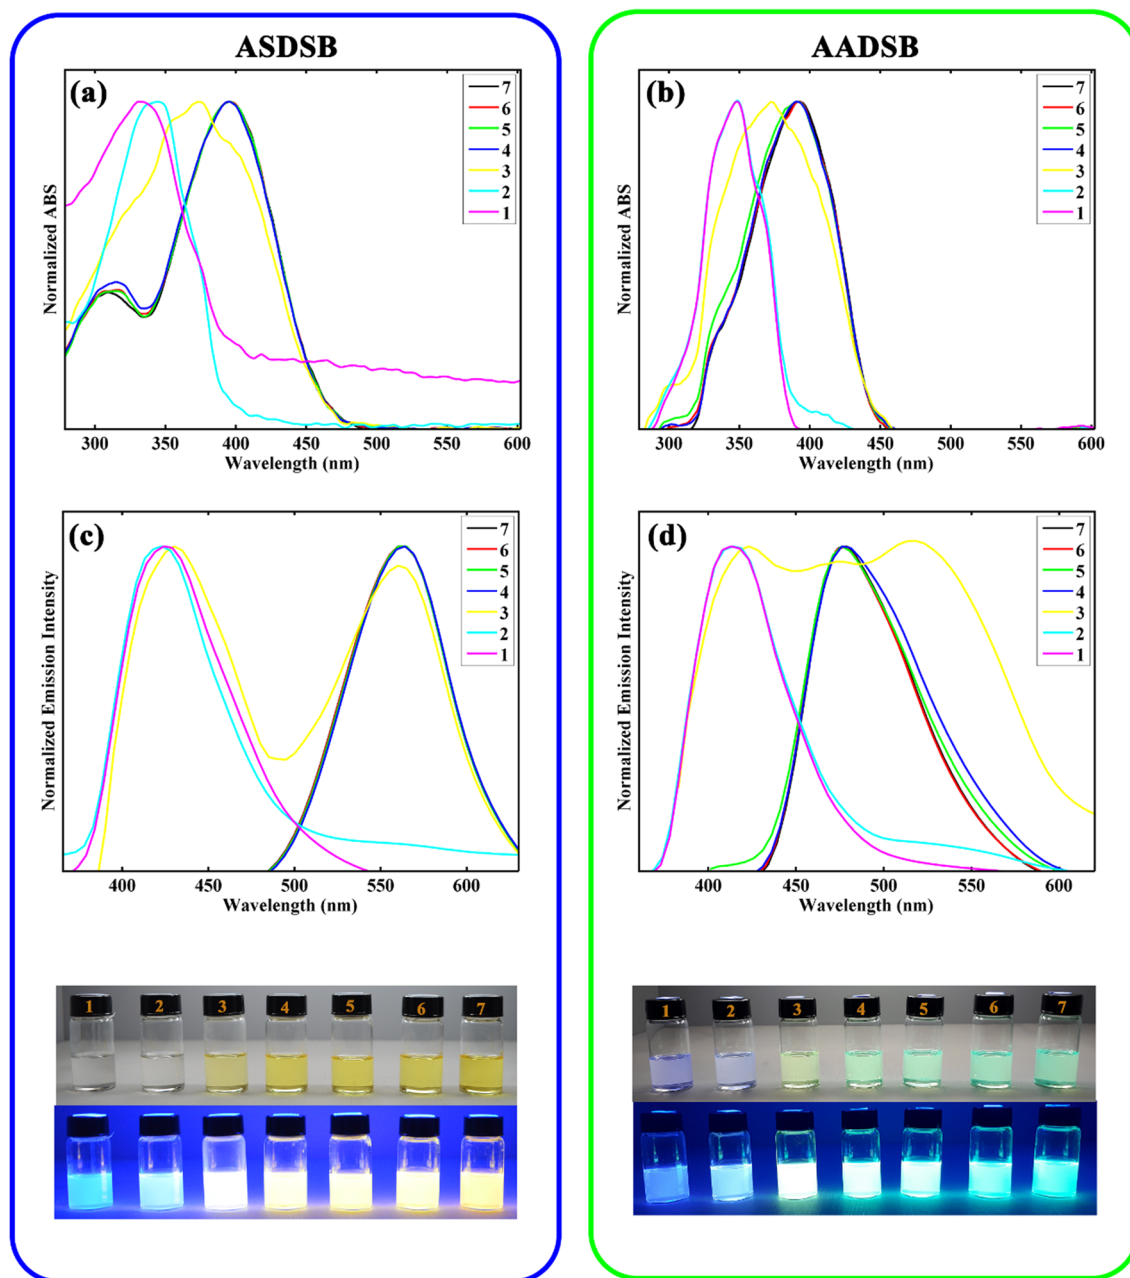 ASDSB
(a)
7
6
5
4
3
2
1
Normalized ABS
300 350 400 450 500 550 600
Wavelength (nm)
(c)
7
6
5
4
3
2
1
Normalized Emission Intensity
400 450 500 550 600
Wavelength (nm)
1 2 3 4 5 6 7
AADSB
(b)
7
6
5
4
3
2
1
Normalized ABS
300 350 400 450 500 550 600
Wavelength (nm)
(d)
7
6
5
4
3
2
1
Normalized Emission Intensity
400 450 500 550 600
Wavelength (nm)
1 2 3 4 5 6 7